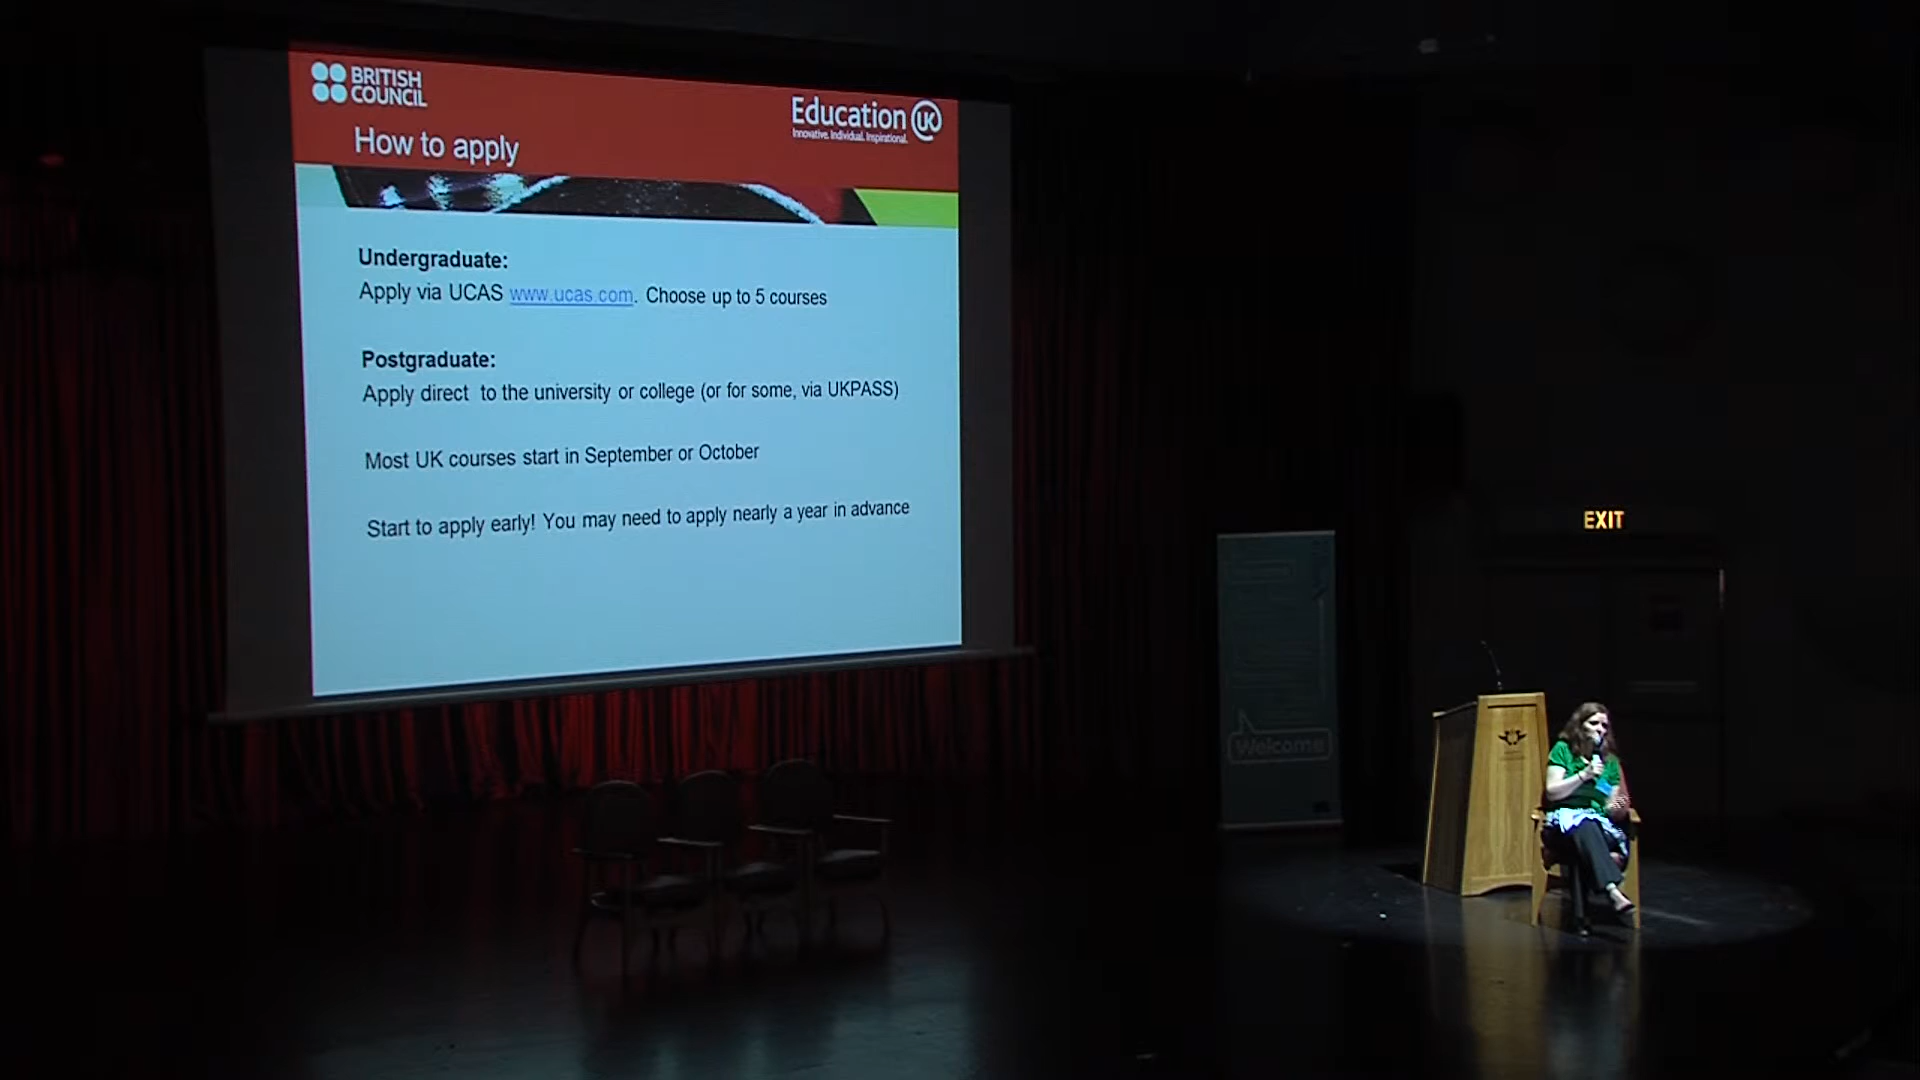 BRITISH
COUNCIL
Education UK
Innovative. Individual. Inspirational.
How to apply
Undergraduate:
Apply via UCAS www.ucas.com. Choose up to 5 courses
Postgraduate:
Apply direct to the university or college (or for some, via UKPASS)
Most UK courses start in September or October
Start to apply early! You may need to apply nearly a year in advance
EXIT
Welcome